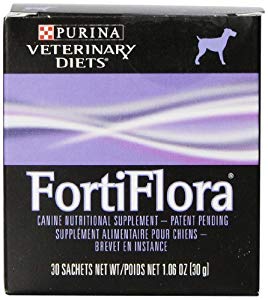 PURINA
VETERINARY
DIETS®
FortiFlora®
CANINE NUTRITIONAL SUPPLEMENT – PATENT PENDING
SUPPLÉMENT ALIMENTAIRE POUR CHIENS –
BREVET EN INSTANCE
30 SACHETS NET WT/POIDS NET 1.06 OZ (30 g)